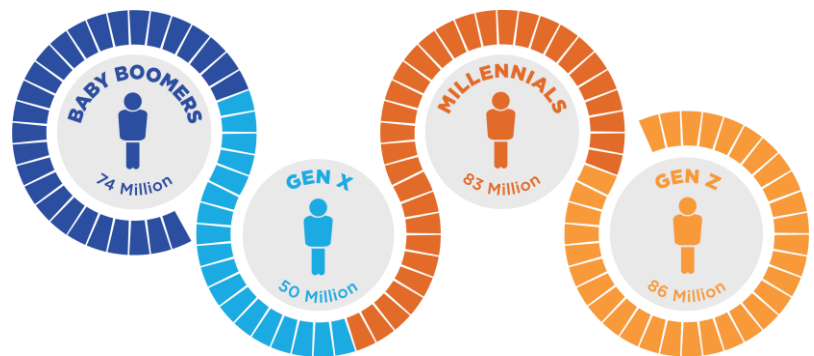 BABY BOOMERS
74 Million
GEN X
50 Million
MILLENNIALS
83 Million
GEN Z
86 Million